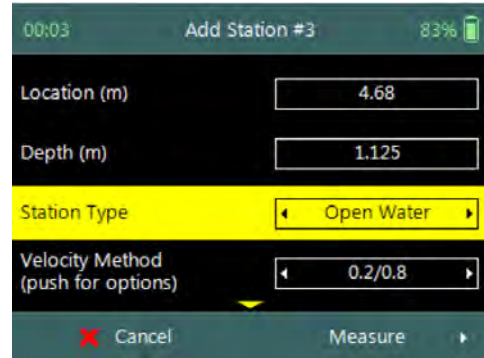 00:03 Add Station #3 83%
Location (m) 4.68
Depth (m) 1.125
Station Type Open Water
Velocity Method
(push for options) 0.2/0.8
Cancel Measure